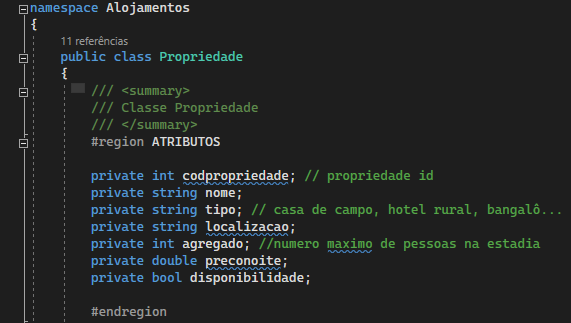 namespace Alojamentos
{
11 referências
public class Propriedade
{
/// <summary>
/// Classe Propriedade
/// </summary>
#region ATRIBUTOS
private int codpropriedade; // propriedade id
private string nome;
private string tipo; // casa de campo, hotel rural, bangalô...
private string localizacao;
private int agregado; //numero maximo de pessoas na estadia
private double preconoite;
private bool disponibilidade;
#endregion